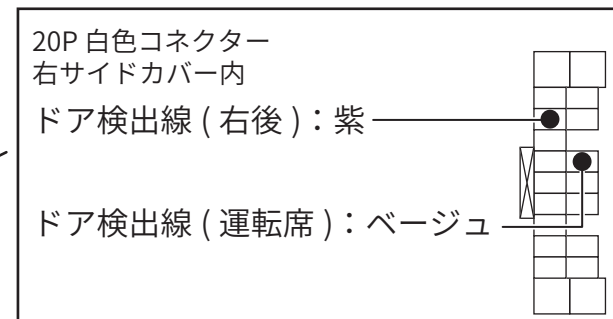 20P 白色コネクター
右サイドカバー内
ドア検出線 ( 右後 )：紫
ドア検出線 ( 運転席 )：ベージュ